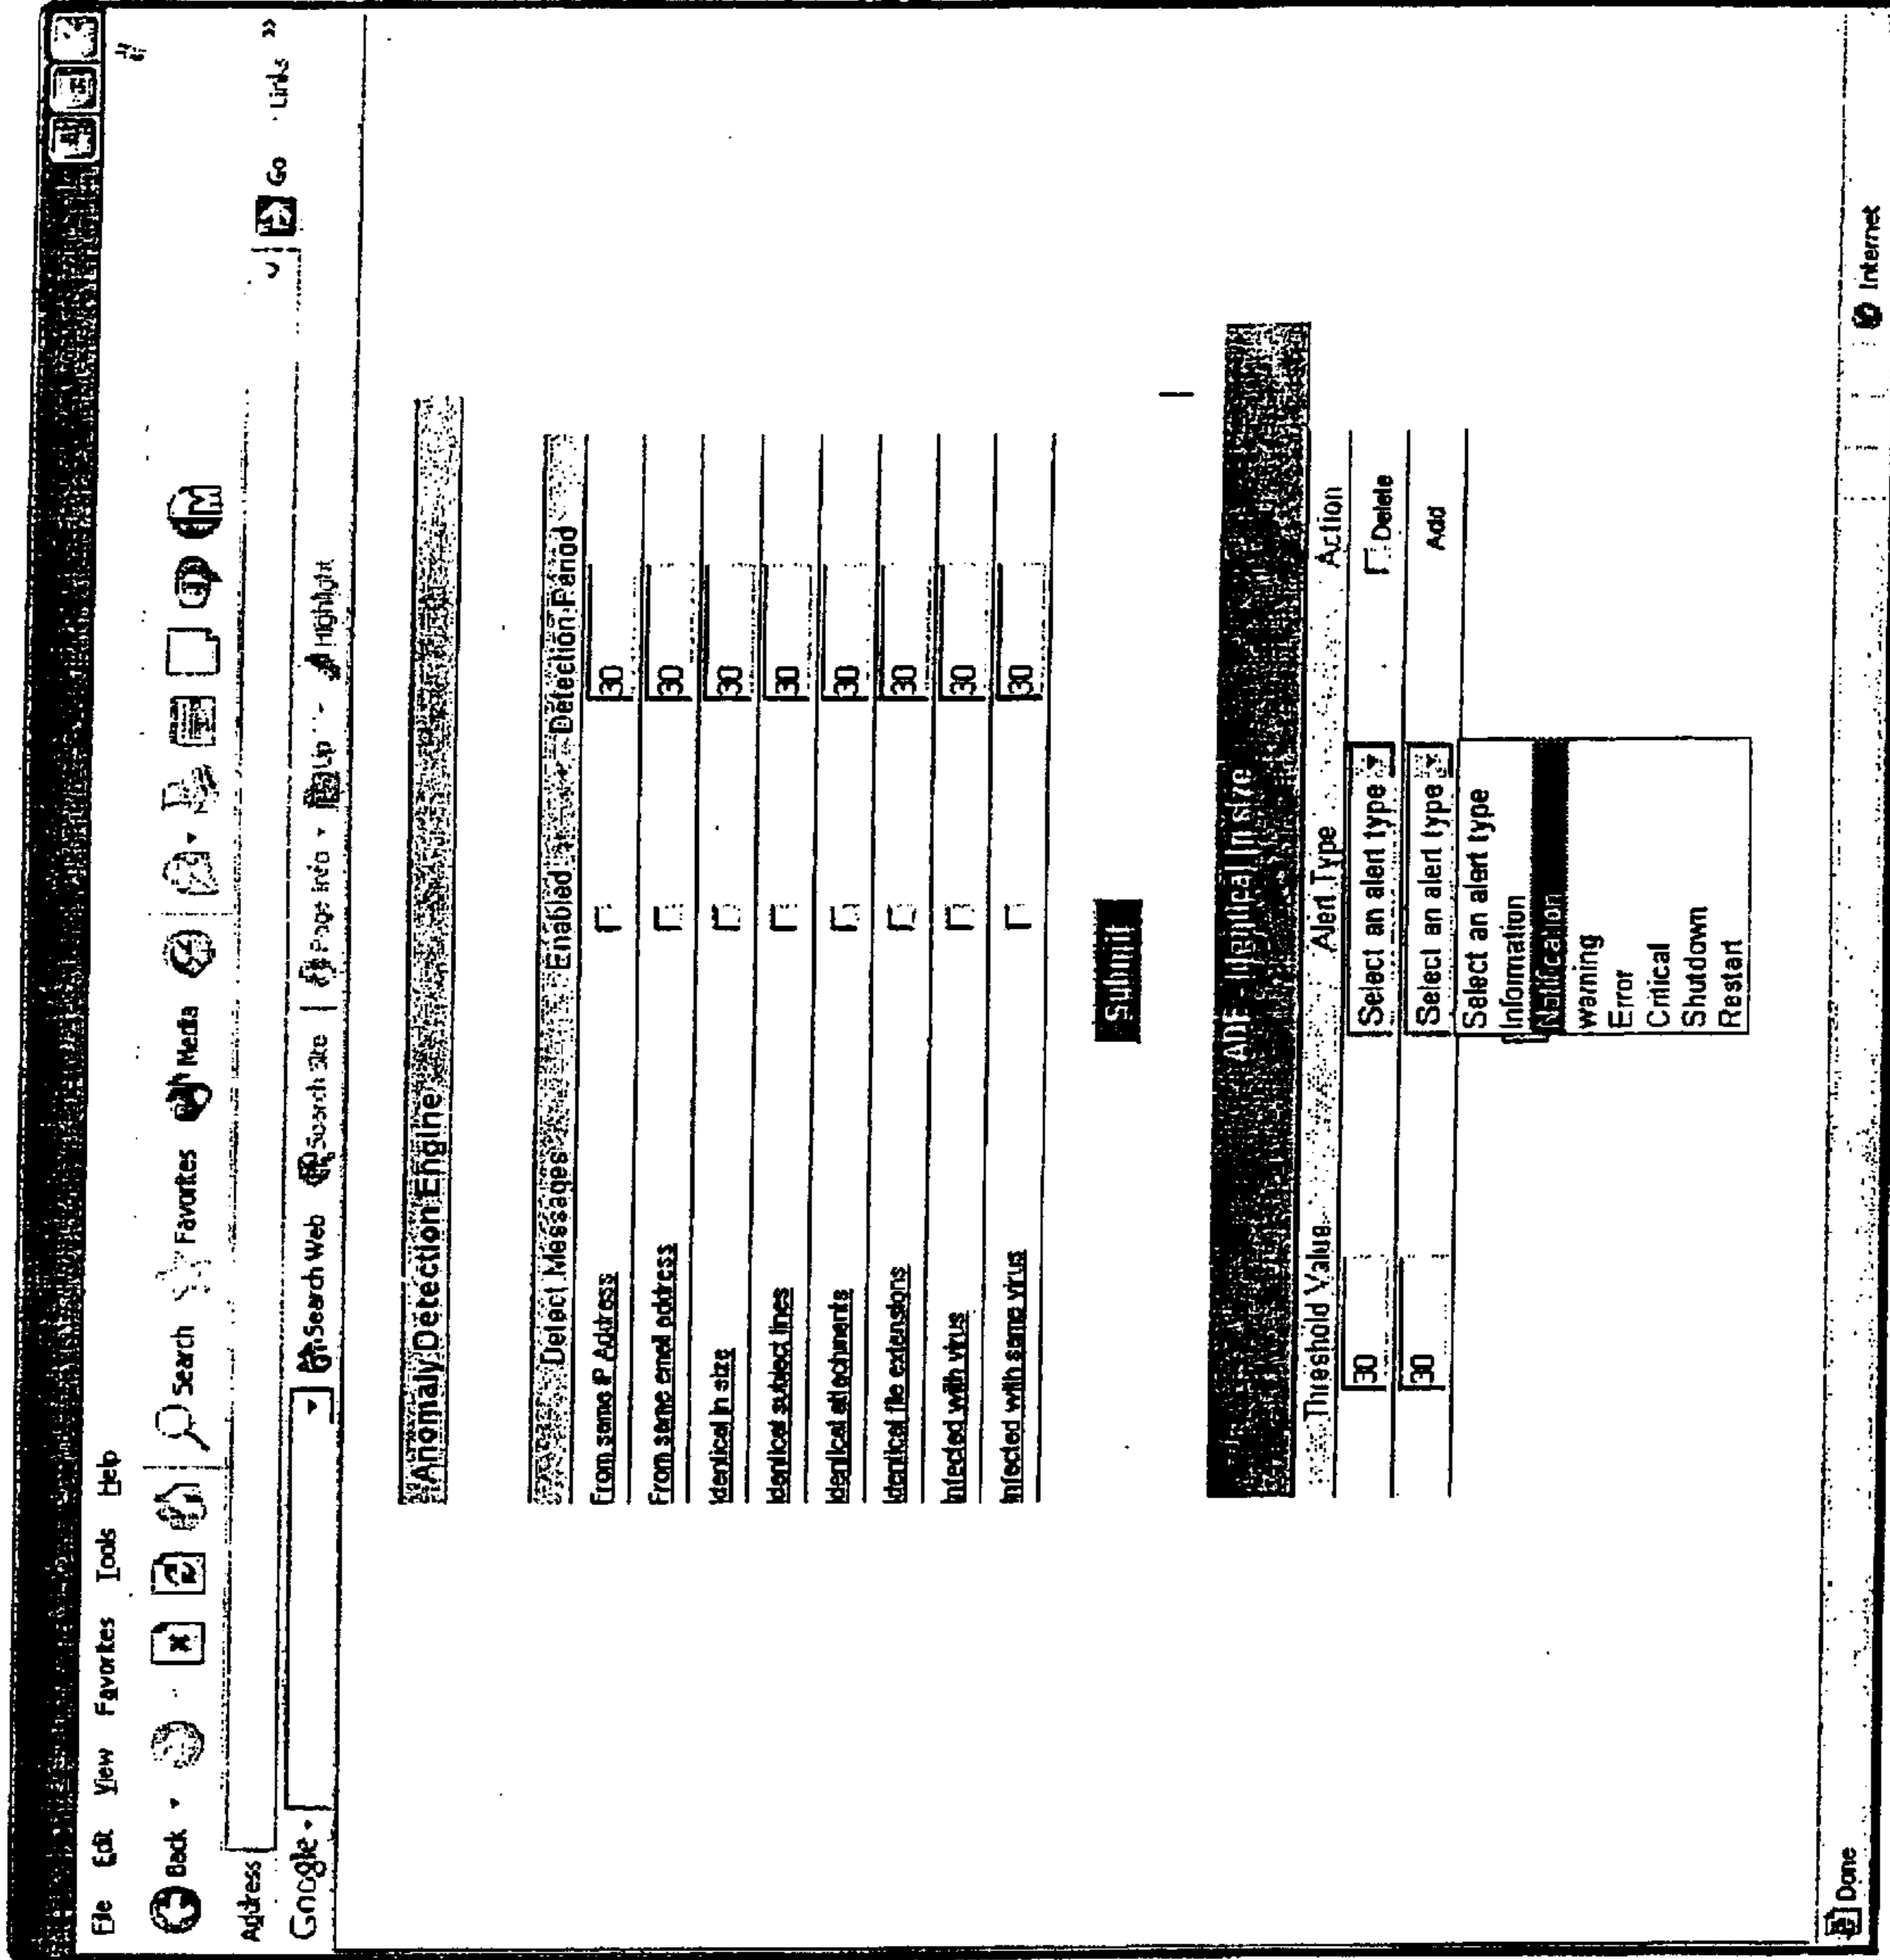 File Edit View Favorites Tools Help
Back Search Favorites Media
Address Go Links »
Google Search Web Search Site Page Info Up Highlight
Anomaly Detection Engine
Detect Messages Enabled Detection Period
From same IP Address 30
From same email address 30
Identical in size 30
Identical subject lines 30
Identical attachments 30
Identical file extensions 30
Infected with virus 30
Infected with same virus 30
Submit
ADE - Identical in size
Threshold Value Alert Type Action
30 Select an alert type Delete
30 Select an alert type Add
Select an alert type
Information
Notification
Warning
Error
Critical
Shutdown
Restart
Done Internet